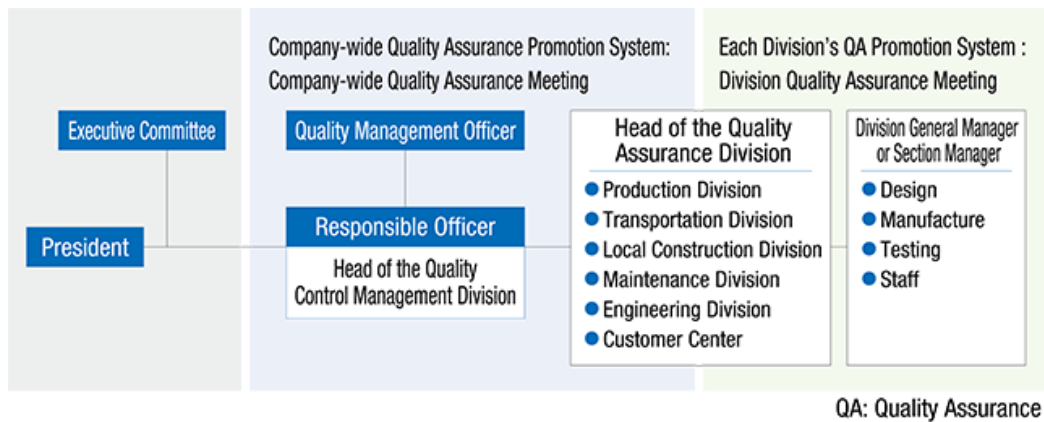 Company-wide Quality Assurance Promotion System:
Company-wide Quality Assurance Meeting
Each Division's QA Promotion System :
Division Quality Assurance Meeting
Executive Committee
President
Quality Management Officer
Responsible Officer
Head of the Quality
Control Management Division
Head of the Quality
Assurance Division
Production Division
Transportation Division
Local Construction Division
Maintenance Division
Engineering Division
Customer Center
Division General Manager
or Section Manager
Design
Manufacture
Testing
Staff
QA: Quality Assurance